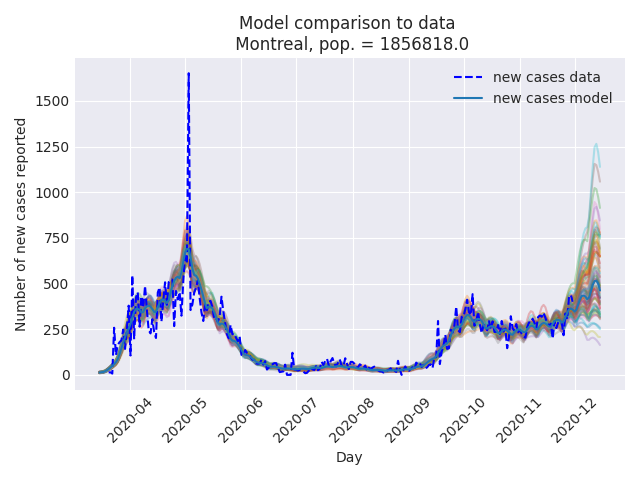 Model comparison to data
Montreal, pop. = 1856818.0
new cases data
new cases model
Number of new cases reported
1500
1250
1000
750
500
250
0
2020-04
2020-05
2020-06
2020-07
2020-08
2020-09
2020-10
2020-11
2020-12
Day